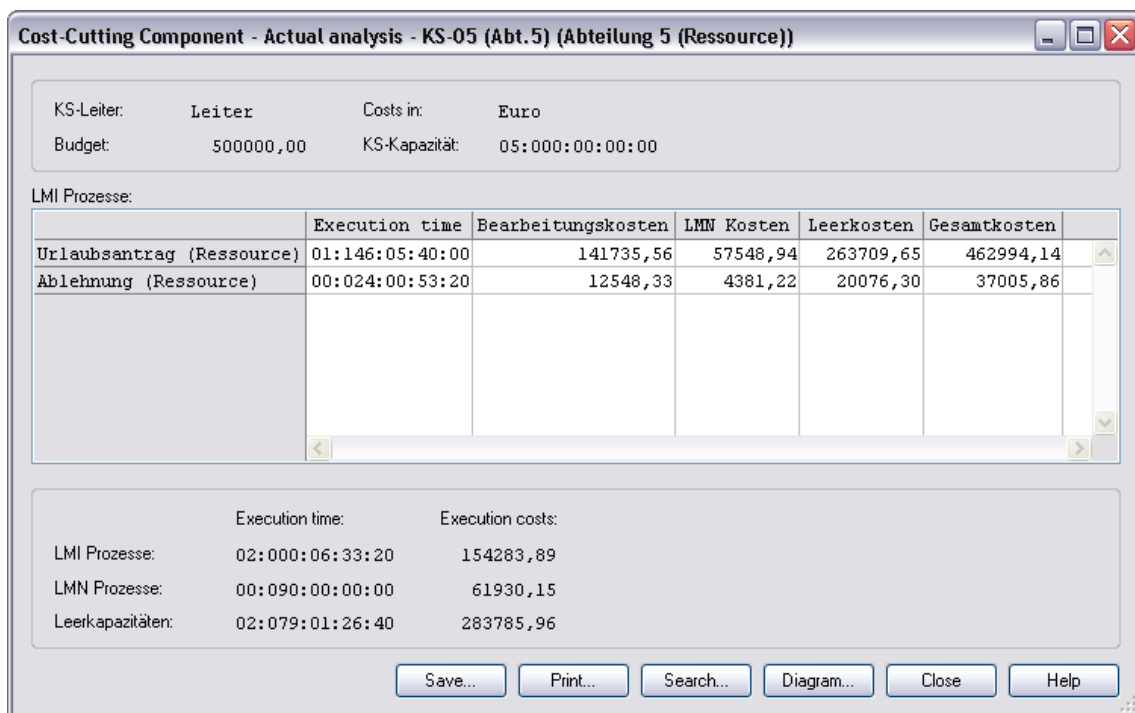 Cost-Cutting Component - Actual analysis - KS-05 (Abt.5) (Abteilung 5 (Ressource))
KS-Leiter: Leiter Costs in: Euro
Budget: 500000,00 KS-Kapazität: 05:000:00:00:00
LMI Prozesse:
Execution time Bearbeitungskosten LMN Kosten Leerkosten Gesamtkosten
Urlaubsantrag (Ressource) 01:146:05:40:00 141735,56 57548,94 263709,65 462994,14
Ablehnung (Ressource) 00:024:00:53:20 12548,33 4381,22 20076,30 37005,86
Execution time: Execution costs:
LMI Prozesse: 02:000:06:33:20 154283,89
LMN Prozesse: 00:090:00:00:00 61930,15
Leerkapazitäten: 02:079:01:26:40 283785,96
Save... Print... Search... Diagram... Close Help